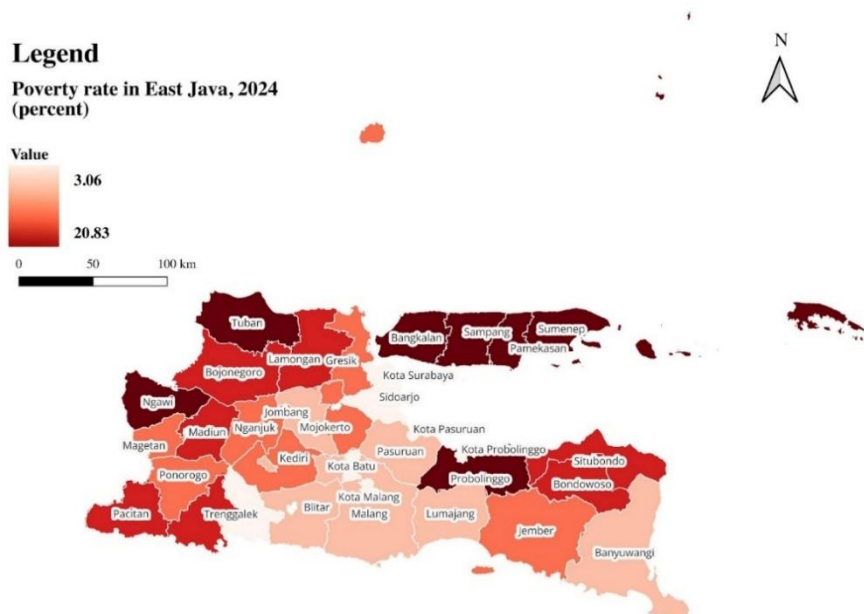 Legend
Poverty rate in East Java, 2024
(percent)
Value
3.06
20.83
0 50 100 km
N
Tuban
Bangkalan
Sampang
Sumenep
Pamekasan
Lamongan
Gresik
Bojonegoro
Kota Surabaya
Sidoarjo
Ngawi
Jombang
Madiun
Nganjuk
Mojokerto
Kota Pasuruan
Magetan
Kota Probolinggo
Pasuruan
Kediri
Situbondo
Kota Batu
Ponorogo
Probolinggo
Bondowoso
Kota Malang
Pacitan
Trenggalek
Blitar
Malang
Lumajang
Jember
Banyuwangi